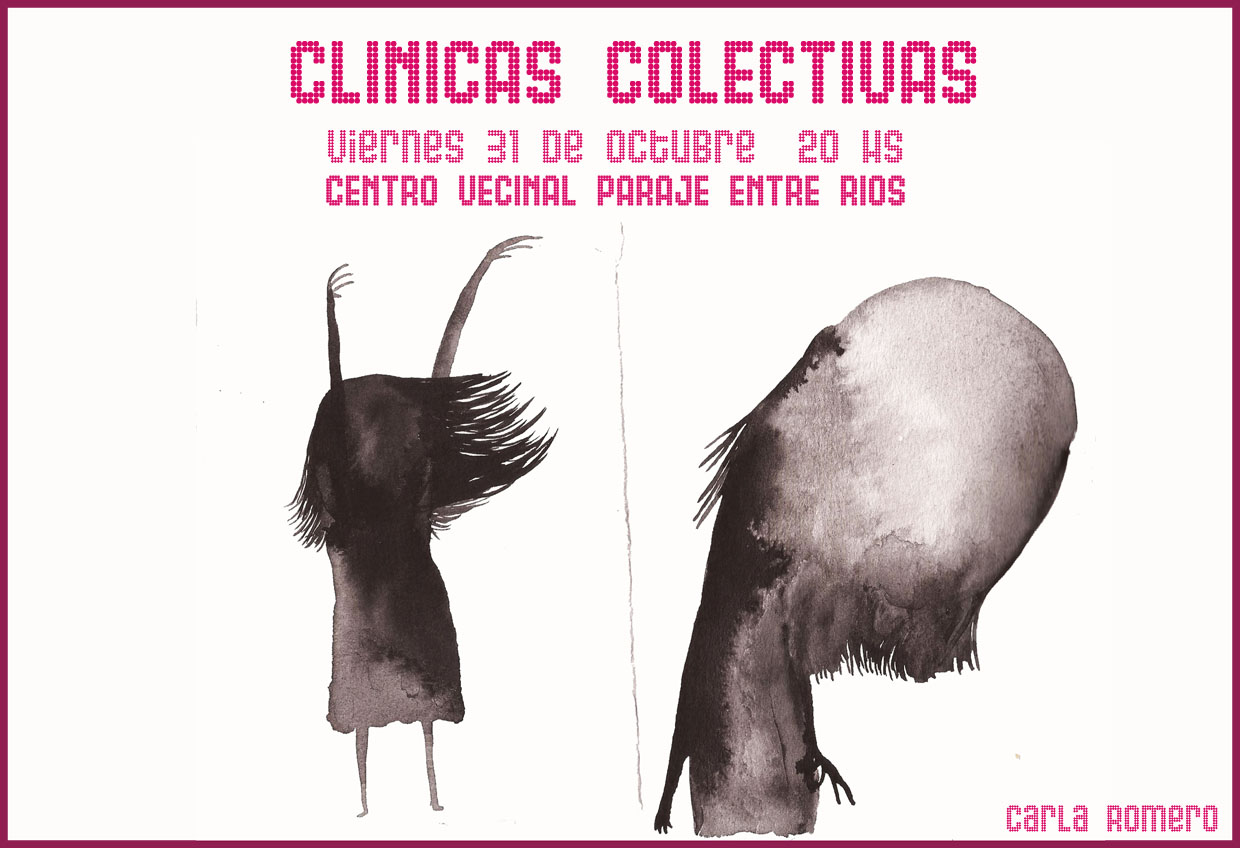 CLINICAS COLECTIVAS
Viernes 31 DE OCTUBRE 20 HS
CENTRO VECINAL PARAJE ENTRE RIOS
CARLA ROMERO